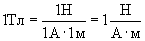 1Тл = 1Н / 1А · 1м = 1 Н / А · м